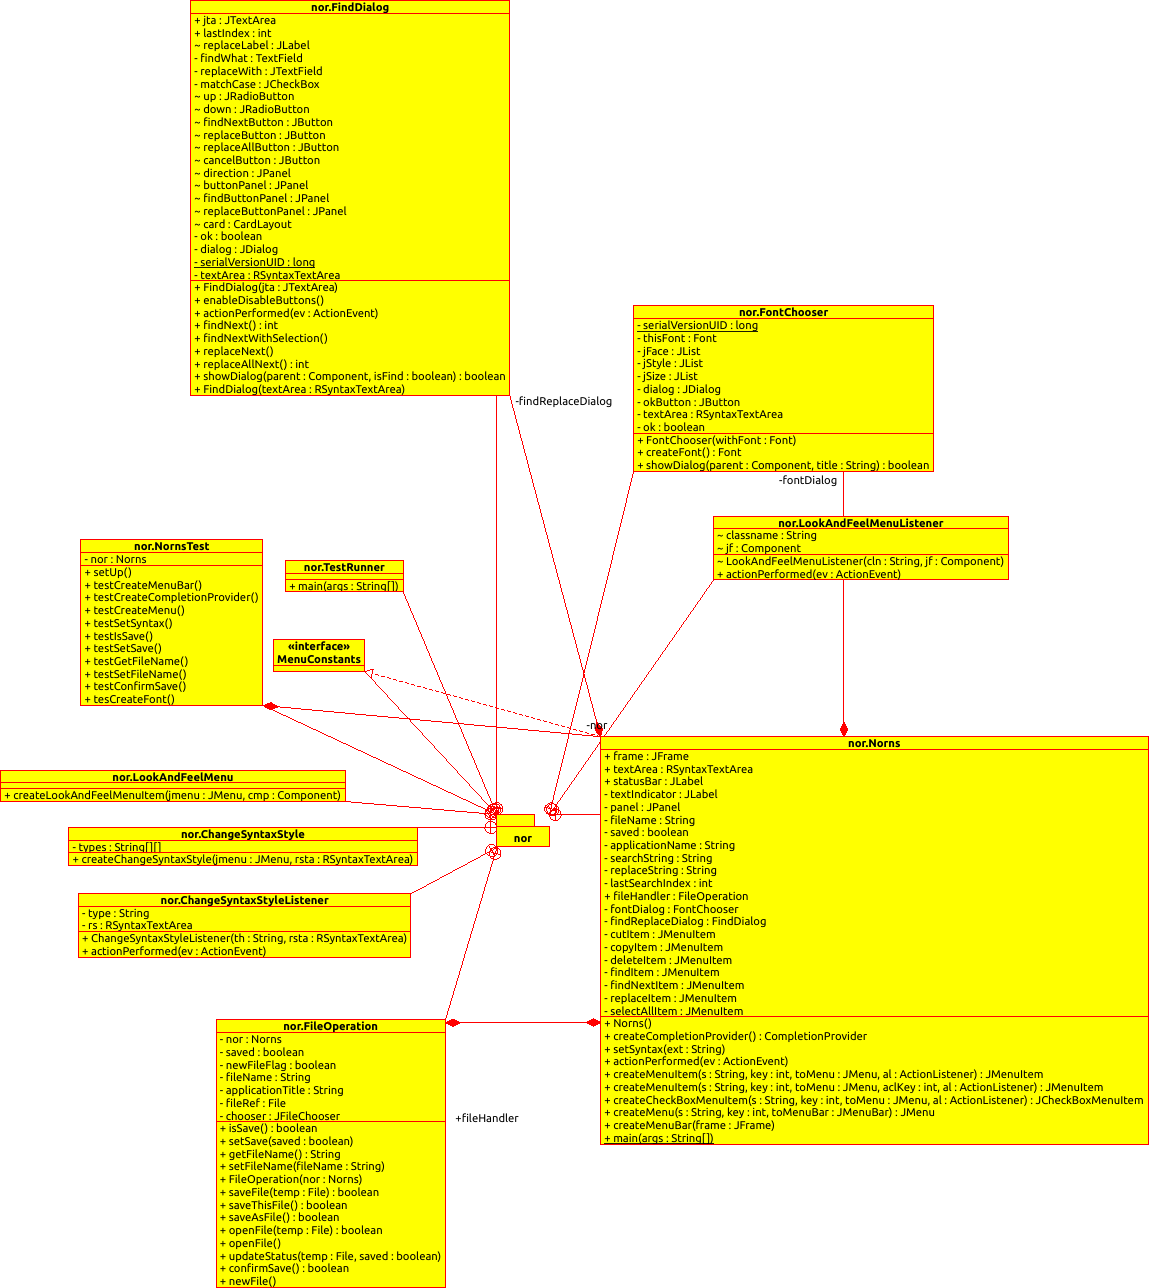 nor.FindDialog
+ jta : JTextArea
+ lastIndex : int
~ replaceLabel : JLabel
- findWhat : TextField
- replaceWith : JTextField
- matchCase : JCheckBox
~ up : JRadioButton
~ down : JRadioButton
~ findNextButton : JButton
~ replaceButton : JButton
~ replaceAllButton : JButton
~ cancelButton : JButton
~ direction : JPanel
~ buttonPanel : JPanel
~ findButtonPanel : JPanel
~ replaceButtonPanel : JPanel
~ card : CardLayout
- ok : boolean
- dialog : JDialog
- serialVersionUID : long
- textArea : RSyntaxTextArea
+ FindDialog(jta : JTextArea)
+ enableDisableButtons()
+ actionPerformed(ev : ActionEvent)
+ findNext() : int
+ findNextWithSelection()
+ replaceNext()
+ replaceAllNext() : int
+ showDialog(parent : Component, isFind : boolean) : boolean
+ FindDialog(textArea : RSyntaxTextArea)
-findReplaceDialog
nor.FontChooser
- serialVersionUID : long
- thisFont : Font
- jFace : JList
- jStyle : JList
- jSize : JList
- dialog : JDialog
- okButton : JButton
- textArea : RSyntaxTextArea
- ok : boolean
+ FontChooser(withFont : Font)
+ createFont() : Font
+ showDialog(parent : Component, title : String) : boolean
-fontDialog
nor.LookAndFeelMenuListener
~ classname : String
~ jf : Component
~ LookAndFeelMenuListener(cln : String, jf : Component)
+ actionPerformed(ev : ActionEvent)
nor.NornsTest
- nor : Norns
+ setUp()
+ testCreateMenuBar()
+ testCreateCompletionProvider()
+ testCreateMenu()
+ testSetSyntax()
+ testIsSave()
+ testSetSave()
+ testGetFileName()
+ testSetFileName()
+ testConfirmSave()
+ tesCreateFont()
nor.TestRunner
+ main(args : String[])
«interface»
MenuConstants
-nor
nor.LookAndFeelMenu
+ createLookAndFeelMenuItem(jmenu : JMenu, cmp : Component)
nor.ChangeSyntaxStyle
- types : String[][]
+ createChangeSyntaxStyle(jmenu : JMenu, rsta : RSyntaxTextArea)
nor
nor.ChangeSyntaxStyleListener
- type : String
- rs : RSyntaxTextArea
+ ChangeSyntaxStyleListener(th : String, rsta : RSyntaxTextArea)
+ actionPerformed(ev : ActionEvent)
nor.Norns
+ frame : JFrame
+ textArea : RSyntaxTextArea
+ statusBar : JLabel
- textIndicator : JLabel
- panel : JPanel
- fileName : String
- saved : boolean
- applicationName : String
- searchString : String
- replaceString : String
- lastSearchIndex : int
+ fileHandler : FileOperation
- fontDialog : FontChooser
- findReplaceDialog : FindDialog
- cutItem : JMenuItem
- copyItem : JMenuItem
- deleteItem : JMenuItem
- findItem : JMenuItem
- findNextItem : JMenuItem
- replaceItem : JMenuItem
- selectAllItem : JMenuItem
+ Norns()
+ createCompletionProvider() : CompletionProvider
+ setSyntax(ext : String)
+ actionPerformed(ev : ActionEvent)
+ createMenuItem(s : String, key : int, toMenu : JMenu, al : ActionListener) : JMenuItem
+ createMenuItem(s : String, key : int, toMenu : JMenu, aclKey : int, al : ActionListener) : JMenuItem
+ createCheckBoxMenuItem(s : String, key : int, toMenu : JMenu, al : ActionListener) : JCheckBoxMenuItem
+ createMenu(s : String, key : int, toMenuBar : JMenuBar) : JMenu
+ createMenuBar(frame : JFrame)
+ main(args : String[])
nor.FileOperation
- nor : Norns
- saved : boolean
- newFileFlag : boolean
- fileName : String
- applicationTitle : String
- fileRef : File
- chooser : JFileChooser
+ isSave() : boolean
+ setSave(saved : boolean)
+ getFileName() : String
+ setFileName(fileName : String)
+ FileOperation(nor : Norns)
+ saveFile(temp : File) : boolean
+ saveThisFile() : boolean
+ saveAsFile() : boolean
+ openFile(temp : File) : boolean
+ openFile()
+ updateStatus(temp : File, saved : boolean)
+ confirmSave() : boolean
+ newFile()
+fileHandler